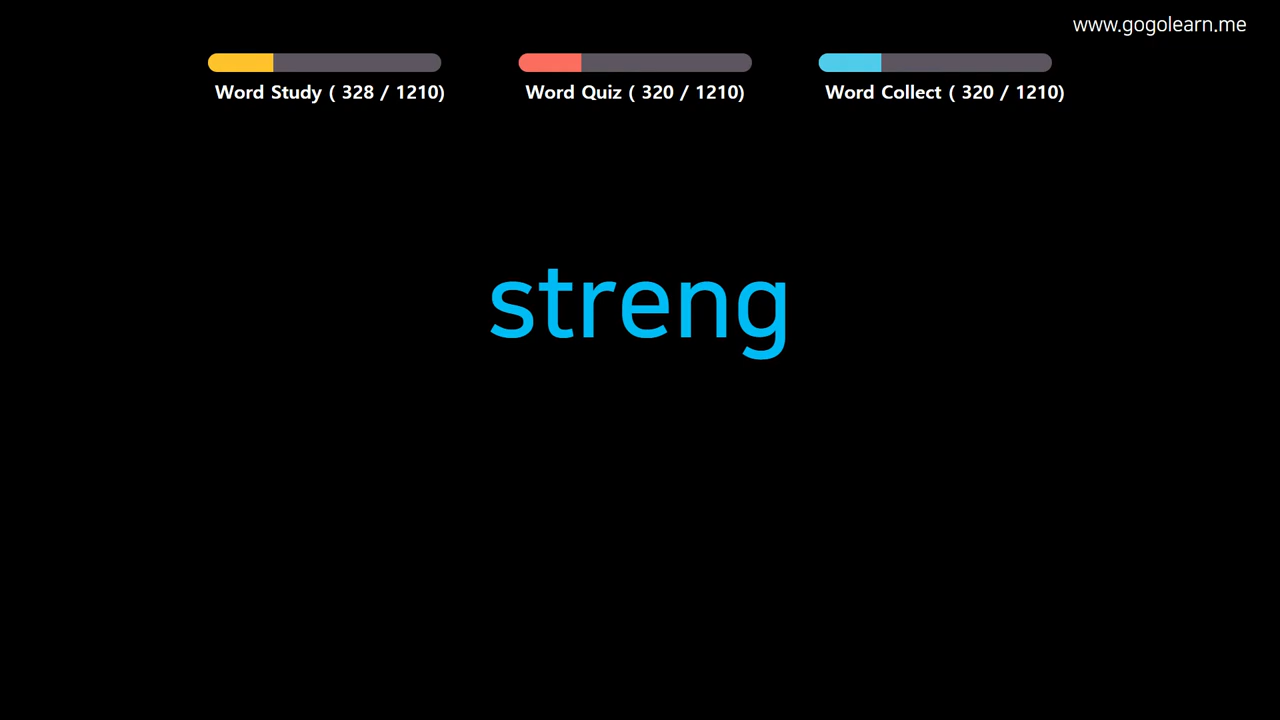 www.gogolearn.me
Word Study ( 328 / 1210)
Word Quiz ( 320 / 1210)
Word Collect ( 320 / 1210)
streng